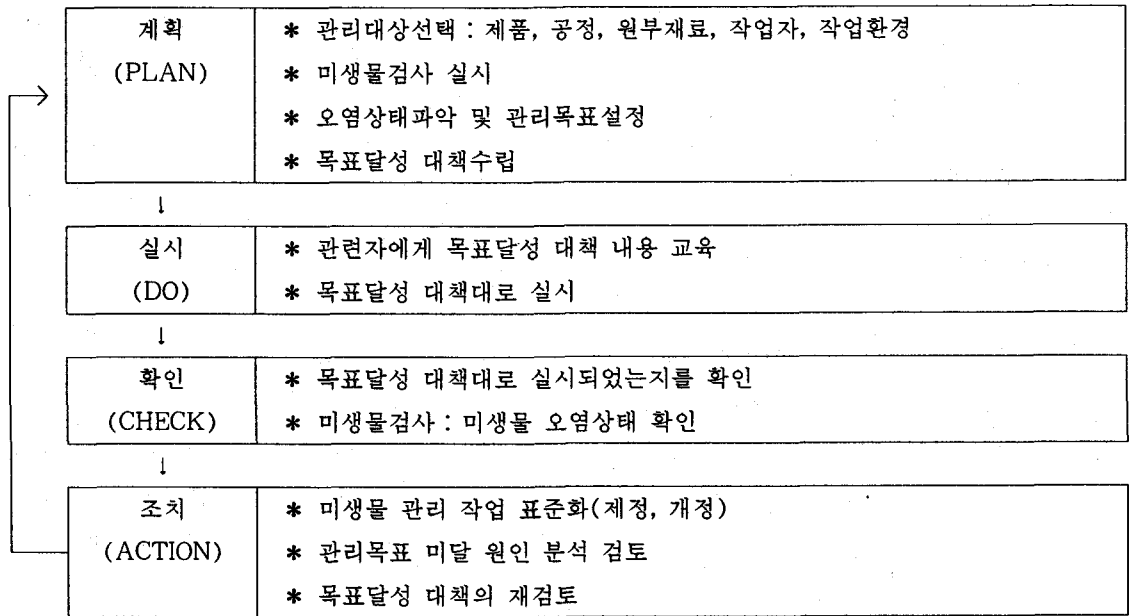 계획
(PLAN)
* 관리대상선택 : 제품, 공정, 원부재료, 작업자, 작업환경
* 미생물검사 실시
* 오염상태파악 및 관리목표설정
* 목표달성 대책수립
↓
실시
(DO)
* 관련자에게 목표달성 대책 내용 교육
* 목표달성 대책대로 실시
↓
확인
(CHECK)
* 목표달성 대책대로 실시되었는지를 확인
* 미생물검사 : 미생물 오염상태 확인
↓
조치
(ACTION)
* 미생물 관리 작업 표준화(제정, 개정)
* 관리목표 미달 원인 분석 검토
* 목표달성 대책의 재검토